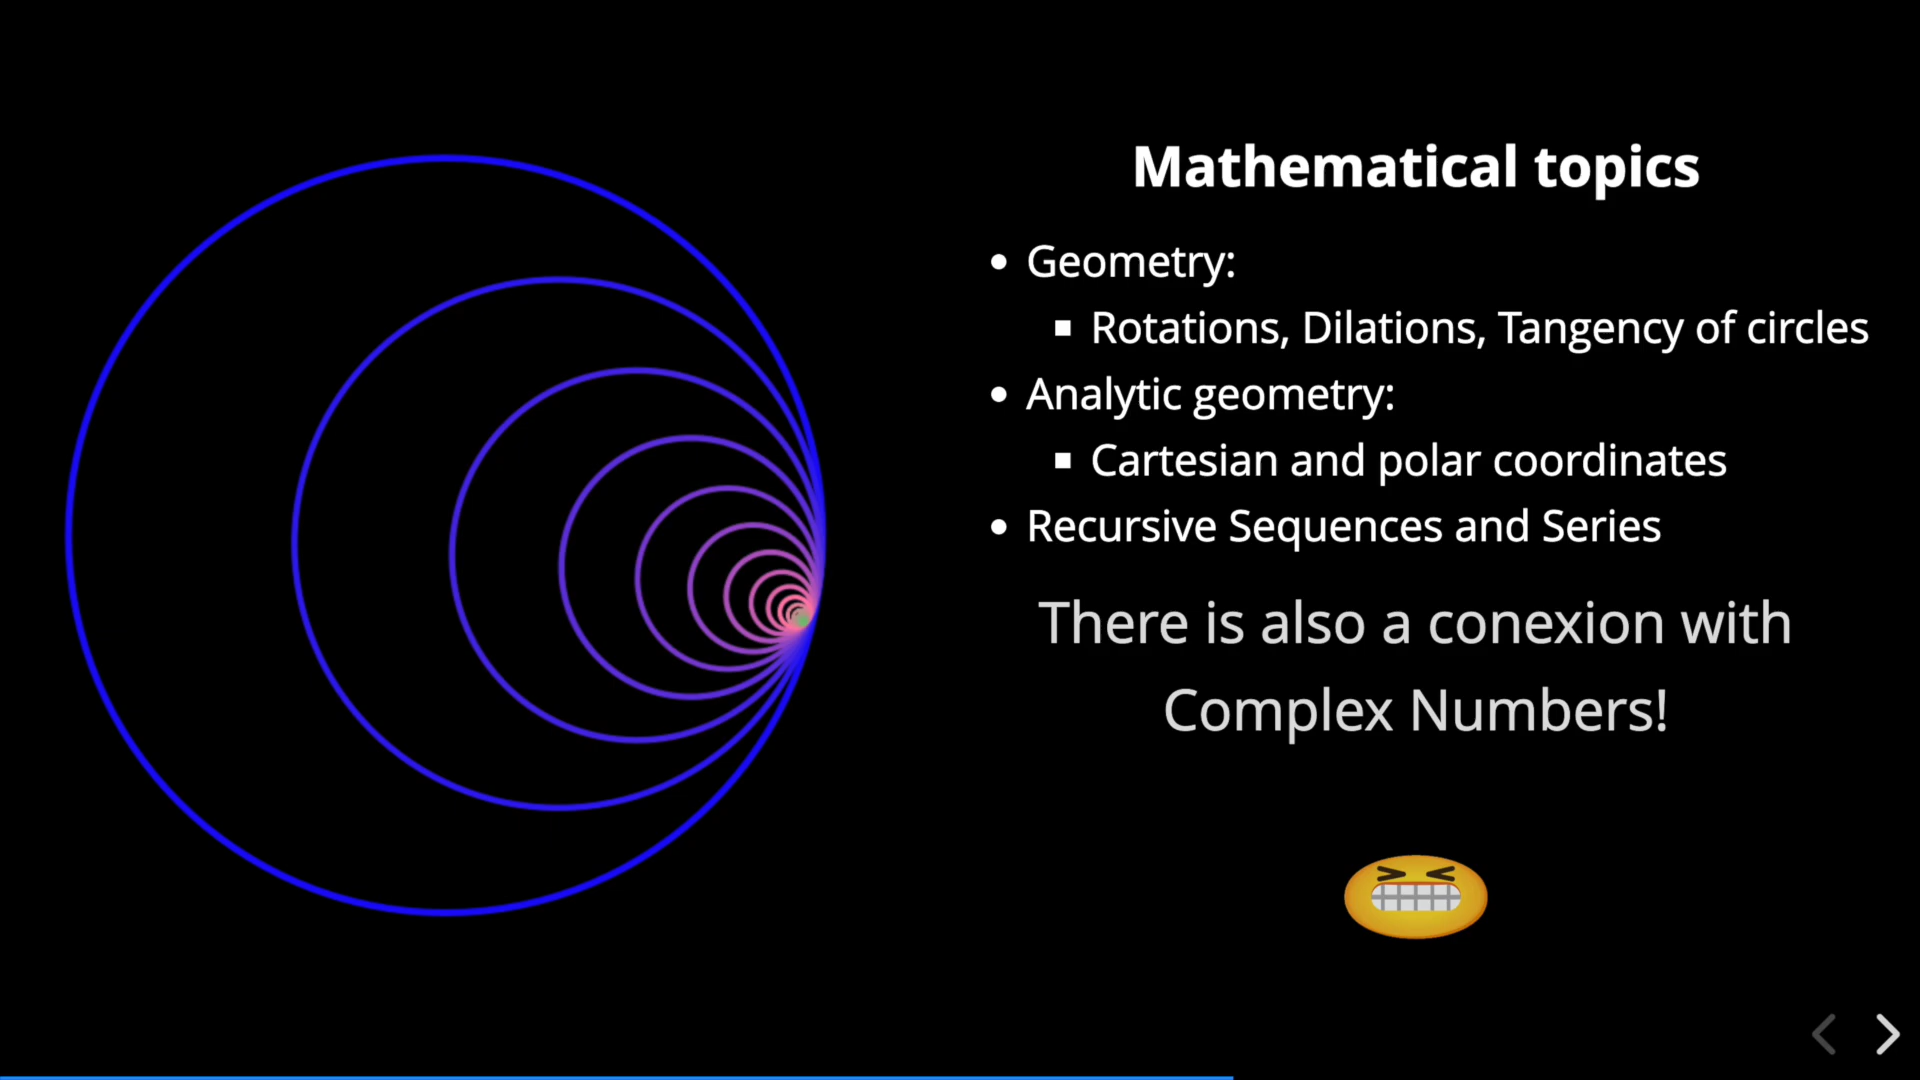 Mathematical topics
Geometry:
Rotations, Dilations, Tangency of circles
Analytic geometry:
Cartesian and polar coordinates
Recursive Sequences and Series
There is also a conexion with
Complex Numbers!